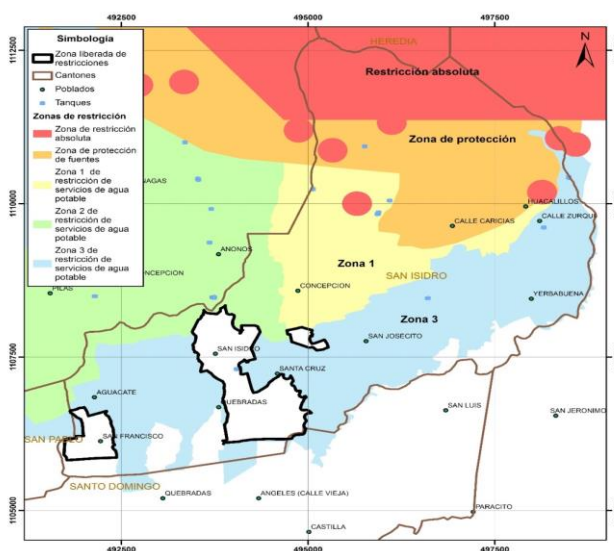 492500
495000
497500
Simbología
Zona liberada de
restricciones
Cantones
Poblados
Tanques
Zonas de restricción
Zona de restricción
absoluta
Zona de protección
de fuentes
Zona 1 de
restricción de
servicios de agua
potable
Zona 2 de
restricción de
servicios de agua
potable
Zona 3 de
restricción de
servicios de agua
potable
HEREDIA
N
Restricción absoluta
Zona de protección
1112500
1110000
1107500
1105000
NAGAS
HUACALILLOS
CALLE CARICIAS
CALLE ZURQUI
ANONOS
CONCEPCION
Zona 1
SAN ISIDRO
PILAS
CONCEPCION
YERSABUENA
Zona 3
SAN JOSECITO
SAN ISIDRO
SANTA CRUZ
AGUACATE
QUEBRADAS
SAN LUIS
SAN JERONIMO
SAN PABLO
SAN FRANCISCO
SANTO DOMINGO
QUEBRADAS
ANGELES (CALLE VIEJA)
PARACITO
CASTILLA
492500
495000
497500